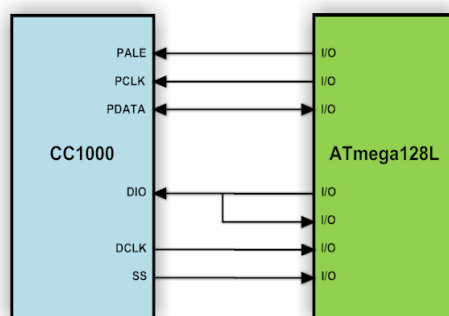 PALE I/O
PCLK I/O
PDATA I/O
CC1000 ATmega128L
DIO I/O
I/O
DCLK I/O
SS I/O